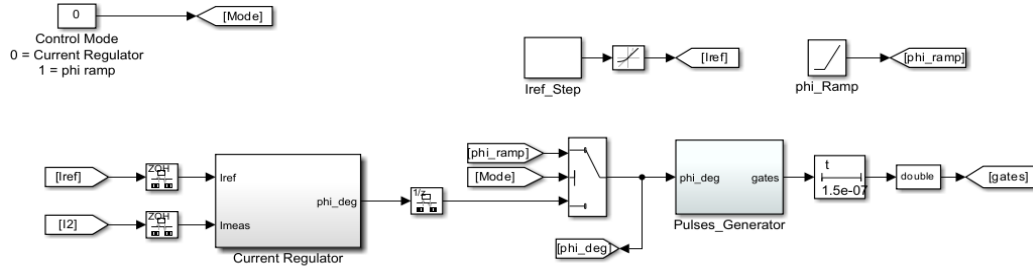 0
[Mode]
Control Mode
0 = Current Regulator
1 = phi ramp
Iref_Step
[Iref]
phi_Ramp
[phi_ramp]
[Iref]
ZOH
Iref
[I2]
ZOH
Imeas
phi_deg
Current Regulator
1/z
[phi_ramp]
[Mode]
[phi_deg]
phi_deg
gates
Pulses_Generator
t
1.5e-07
double
[gates]